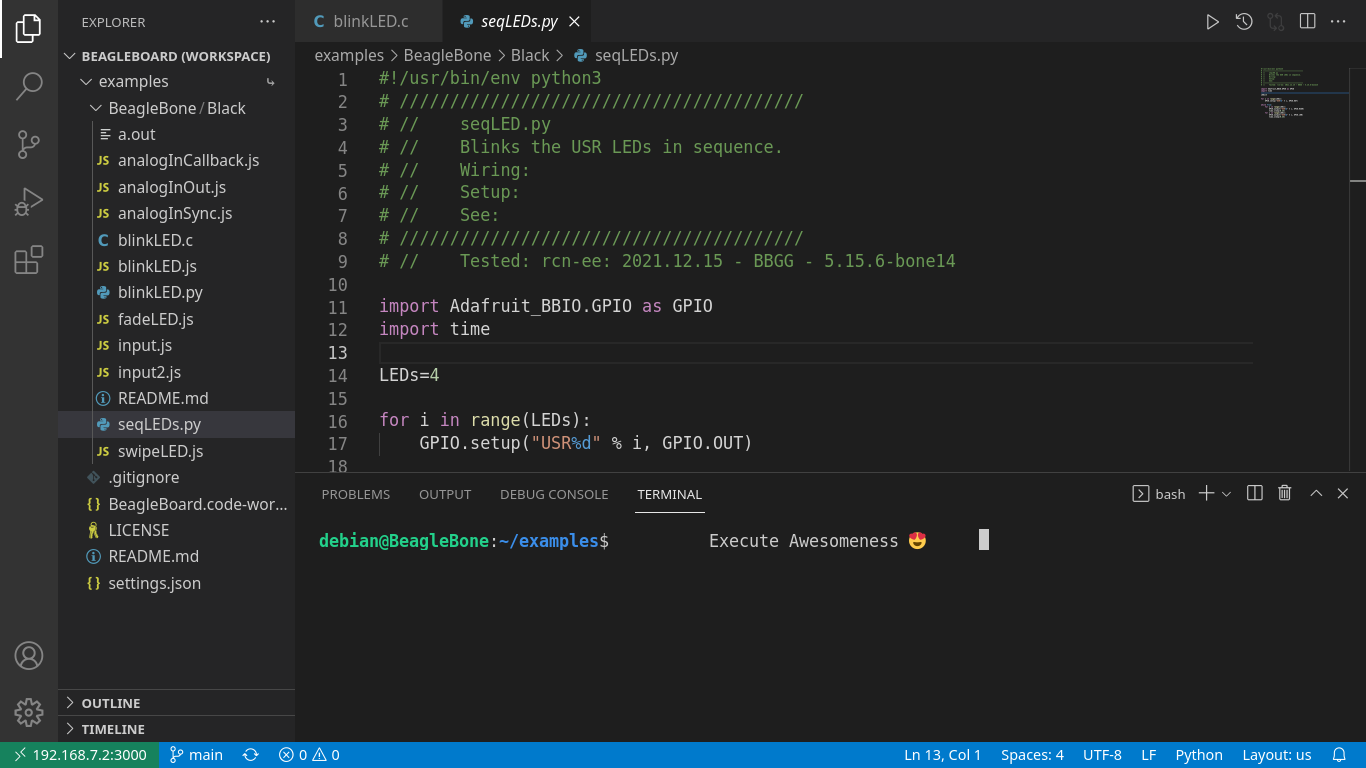 EXPLORER
BEAGLEBOARD (WORKSPACE)
examples
BeagleBone / Black
a.out
JS analogInCallback.js
JS analogInOut.js
JS analogInSync.js
C blinkLED.c
JS blinkLED.js
blinkLED.py
JS fadeLED.js
JS input.js
JS input2.js
README.md
seqLEDs.py
JS swipeLED.js
.gitignore
{} BeagleBoard.code-wor...
LICENSE
README.md
{} settings.json
OUTLINE
TIMELINE
C blinkLED.c
seqLEDs.py
examples > BeagleBone > Black > seqLEDs.py
1 #!/usr/bin/env python3
2 # ////////////////////////////////////////
3 # //    seqLED.py
4 # //    Blinks the USR LEDs in sequence.
5 # //    Wiring:
6 # //    Setup:
7 # //    See:
8 # ////////////////////////////////////////
9 # //    Tested: rcn-ee: 2021.12.15 - BBGG - 5.15.6-bone14
10
11 import Adafruit_BBIO.GPIO as GPIO
12 import time
13
14 LEDs=4
15
16 for i in range(LEDs):
17     GPIO.setup("USR%d" % i, GPIO.OUT)
18
PROBLEMS OUTPUT DEBUG CONSOLE TERMINAL
bash
debian@BeagleBone:~/examples$          Execute Awesomeness 😍
192.168.7.2:3000 main 0 0 Ln 13, Col 1 Spaces: 4 UTF-8 LF Python Layout: us